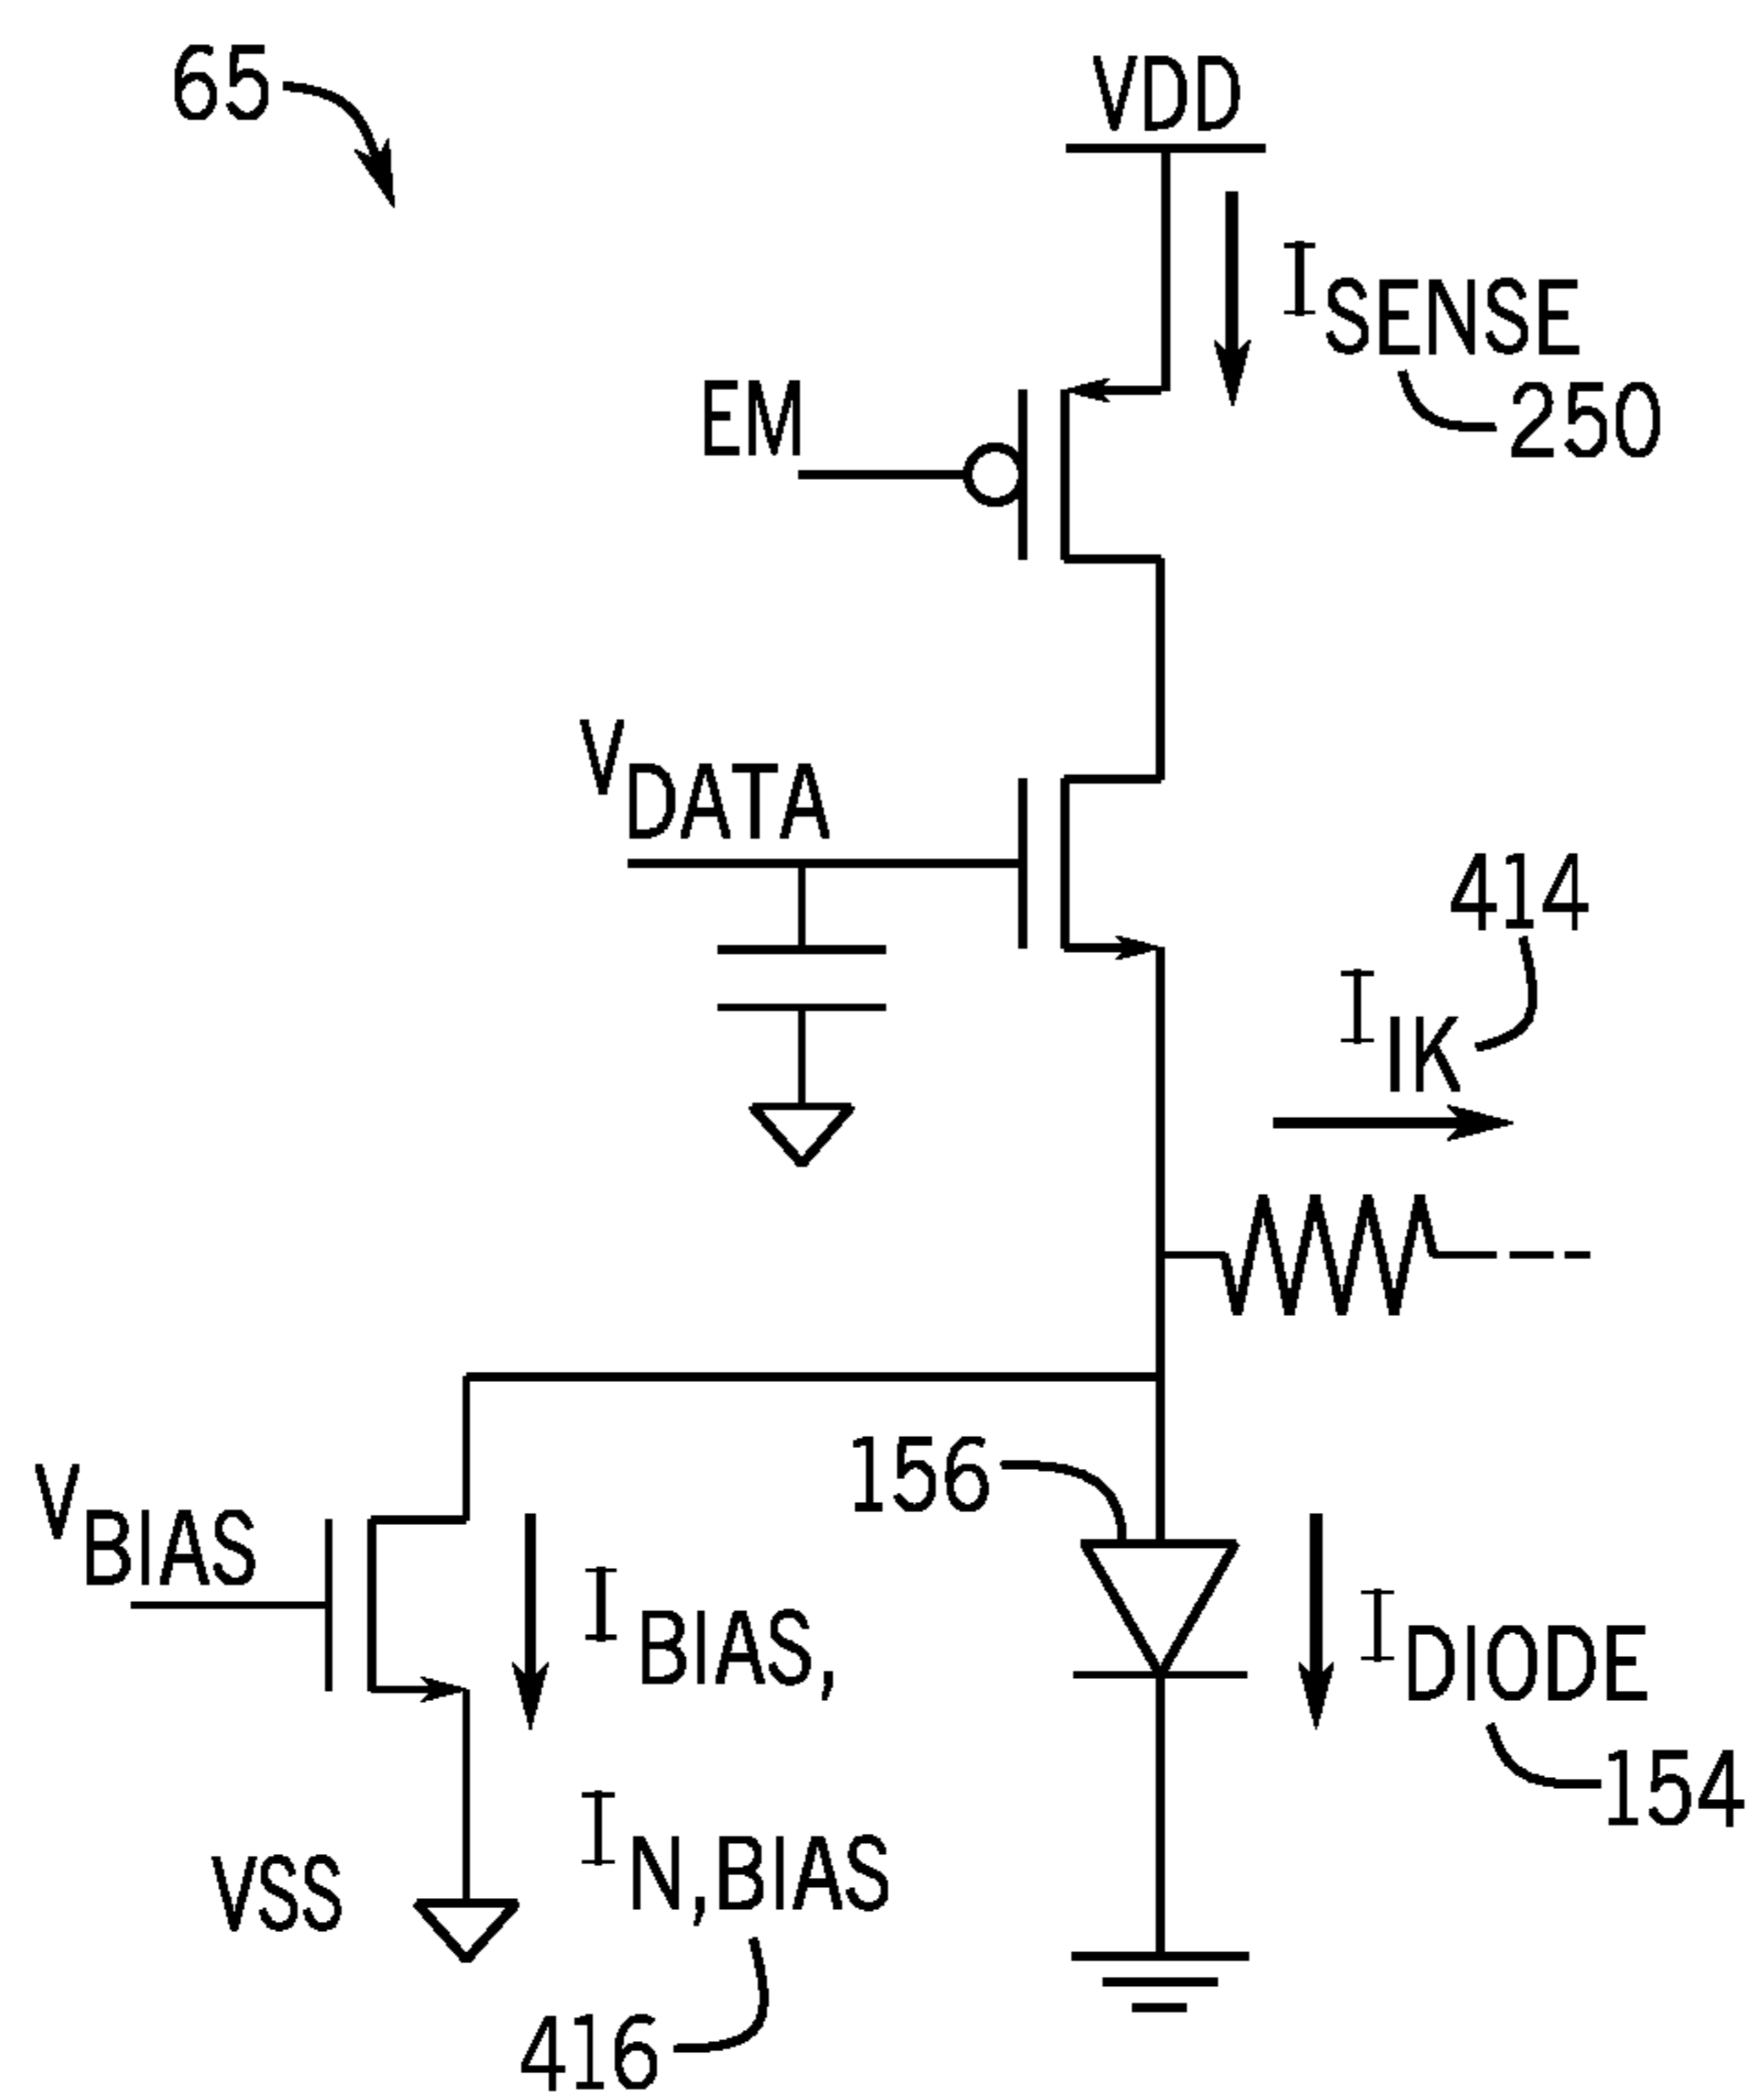 65
VDD
ISENSE
250
EM
VDATA
414
IIK
156
VBIAS
IBIAS,
IDIODE
154
IN,BIAS
VSS
416